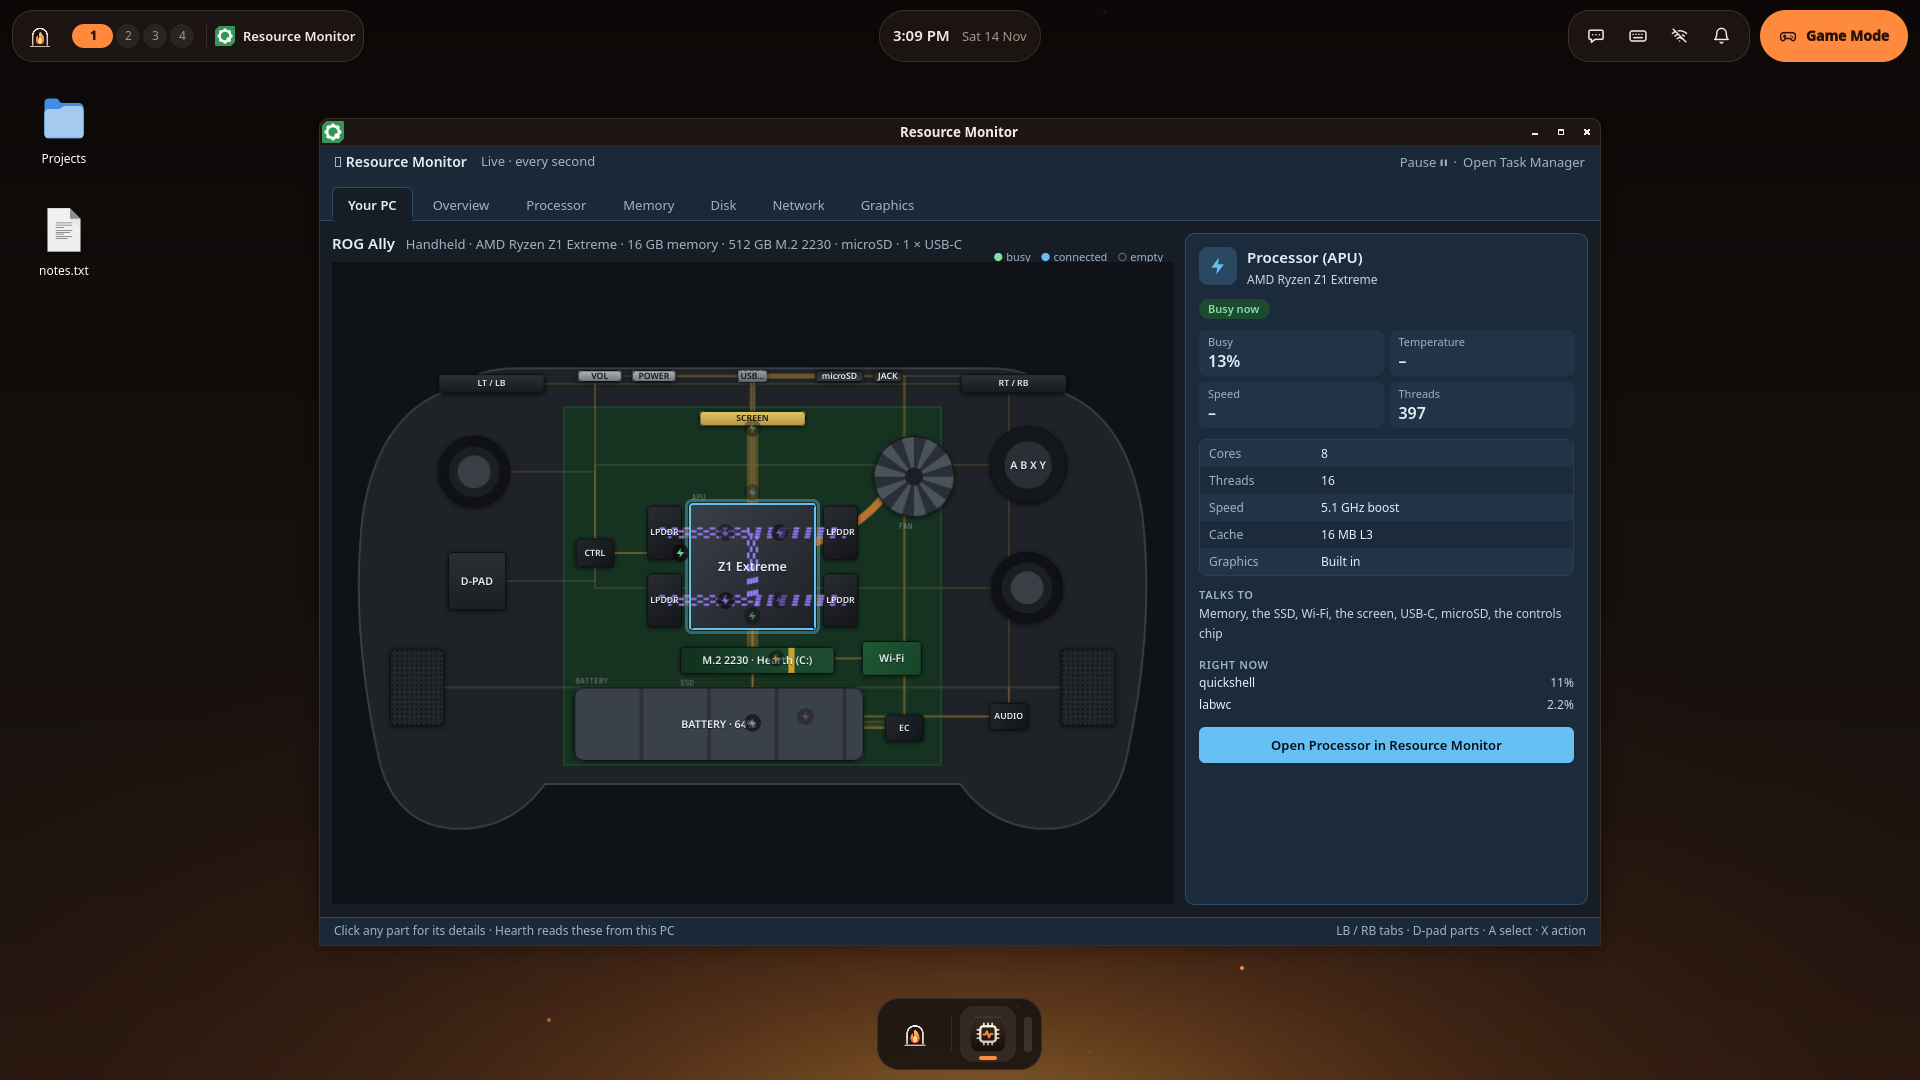 1 2 3 4 Resource Monitor
3:09 PM Sat 14 Nov
Game Mode
Projects
notes.txt
Resource Monitor
Resource Monitor Live · every second
Pause · Open Task Manager
Your PC Overview Processor Memory Disk Network Graphics
ROG Ally Handheld · AMD Ryzen Z1 Extreme · 16 GB memory · 512 GB M.2 2230 · microSD · 1 × USB-C
busy connected empty
LT / LB VOL POWER USB... microSD JACK RT / RB
SCREEN
A B X Y
APU
FAN
LPDDR LPDDR
CTRL
Z1 Extreme
D-PAD
LPDDR LPDDR
M.2 2230 · Hearth (C:)
Wi-Fi
BATTERY SSD
BATTERY · 64
EC
AUDIO
Processor (APU)
AMD Ryzen Z1 Extreme
Busy now
Busy
13%
Temperature
–
Speed
–
Threads
397
Cores 8
Threads 16
Speed 5.1 GHz boost
Cache 16 MB L3
Graphics Built in
TALKS TO
Memory, the SSD, Wi-Fi, the screen, USB-C, microSD, the controls
chip
RIGHT NOW
quickshell 11%
labwc 2.2%
Open Processor in Resource Monitor
Click any part for its details · Hearth reads these from this PC
LB / RB tabs · D-pad parts · A select · X action